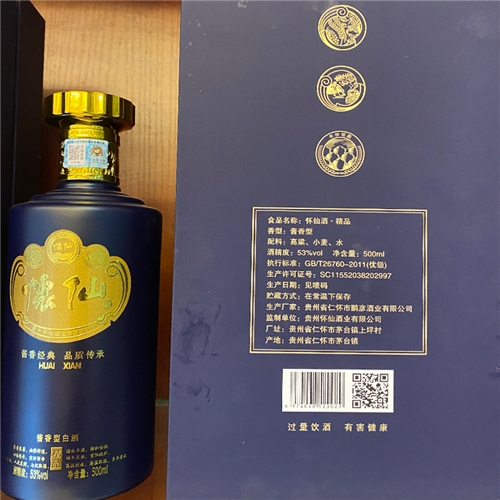 懷仙
酱香经典 品质传承
HUAI XIAN
酱香型白酒
酒精度:53%vol 净含量:500ml
食品名称:怀仙酒·精品
香型:酱香型
配料:高粱、小麦、水
酒精度:53%vol 净含量:500ml
执行标准:GB/T26760-2011(优级)
生产许可证号:SC11552038202997
生产日期:见喷码
贮藏方式:在常温下保存
生产厂家:贵州省仁怀市鹏彦酒业有限公司
监制单位:贵州怀仙酒业有限公司
厂址:贵州省仁怀市茅台镇上坪村
产地:贵州省仁怀市茅台镇
过量饮酒 有害健康